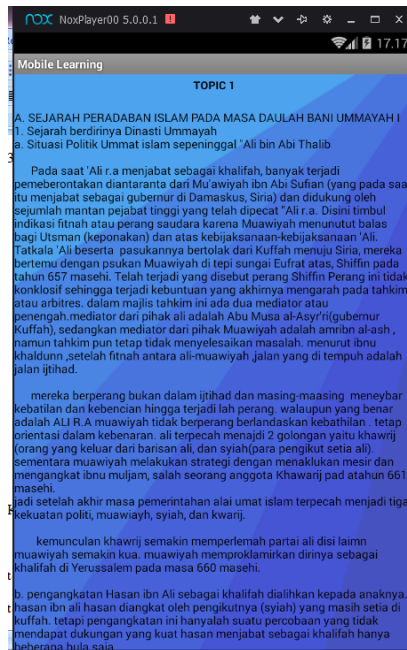 NOX NoxPlayer00 5.0.0.1
17.17
Mobile Learning
TOPIC 1
A. SEJARAH PERADABAN ISLAM PADA MASA DAULAH BANI UMMAYAH I
1. Sejarah berdirinya Dinasti Ummayah
a. Situasi Politik Ummat islam sepeninggal "Ali bin Abi Thalib
Pada saat 'Ali r.a menjabat sebagai khalifah, banyak terjadi
pemeberontakan diantaranta dari Mu'awiyah ibn Abi Sufian (yang pada saa
itu menjabat sebagai gubernur di Damaskus, Siria) dan didukung oleh
sejumlah mantan pejabat tinggi yang telah dipecat "Ali r.a. Disini timbul
indikasi fitnah atau perang saudara karena Muawiyah menunutut balas
bagi Utsman (keponakan) dan atas kebijaksanaan-kebijaksanaan 'Ali.
Tatkala 'Ali beserta pasukannya bertolak dari Kuffah menuju Siria, mereka
bertemu dengan psukan Muawiyah di tepi sungai Eufrat atas, Shiffin pada
tahun 657 masehi. Telah terjadi yang disebut perang Shiffin Perang ini tidak
konklosif sehingga terjadi kebuntuan yang akhirnya mengarah pada tahkim
atau arbitres. dalam majlis tahkim ini ada dua mediator atau
penengah.mediator dari pihak ali adalah Abu Musa al-Asyr'ri(gubernur
Kuffah), sedangkan mediator dari pihak Muawiyah adalah amribn al-ash ,
namun tahkim pun tetap tidak menyelesaikan masalah. menurut ibnu
khaldunn ,setelah fitnah antara ali-muawiyah ,jalan yang di tempuh adalah
jalan ijtihad.
mereka berperang bukan dalam ijtihad dan masing-maasing meneybar
kebatilan dan kebencian hingga terjadi lah perang. walaupun yang benar
adalah ALI R.A muawiyah tidak berperang berlandaskan kebathilan . tetap
orientasi dalam kebenaran. ali terpecah menajdi 2 golongan yaitu khawrij
(orang yang keluar dari barisan ali, dan syiah(para pengikut setia ali).
sementara muawiyah melakukan strategi dengan menaklukan mesir dan
mengangkat ibnu muljam, salah seorang anggota Khawarij pad atahun 661
masehi.
jadi setelah akhir masa pemerintahan alai umat islam terpecah menjadi tiga
kekuatan politi, muawiayh, syiah, dan kwarij.
kemunculan khawrij semakin memperlemah partai ali disi laimn
muawiyah semakin kua. muawiyah memproklamirkan dirinya sebagai
khalifah di Yerussalem pada masa 660 masehi.
b. pengangkatan Hasan ibn Ali sebagai khalifah dialihkan kepada anaknya.
hasan ibn ali hasan diangkat oleh pengikutnya (syiah) yang masih setia di
kuffah. tetapi pengangkatan ini hanyalah suatu percobaan yang tidak
mendapat dukungan yang kuat hasan menjabat sebagai khalifah hanya
beberapa bula saja